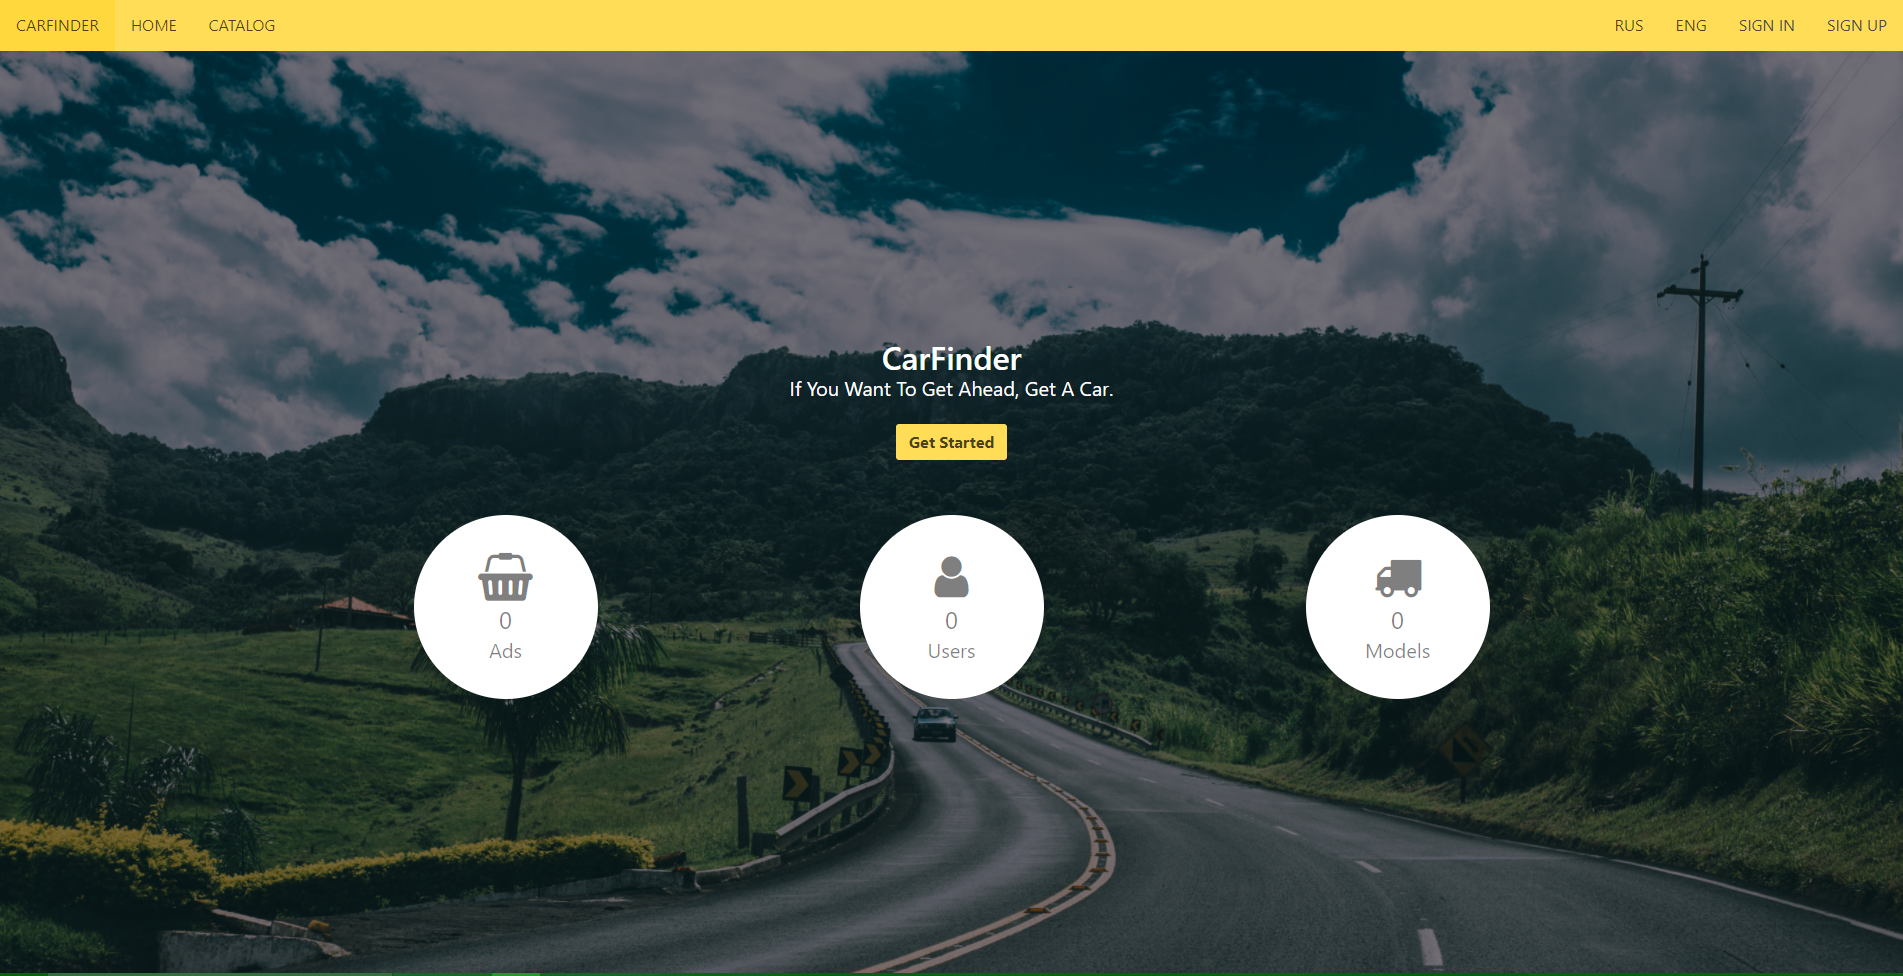 CARFINDER HOME CATALOG RUS ENG SIGN IN SIGN UP
CarFinder
If You Want To Get Ahead, Get A Car.
Get Started
0
Ads
0
Users
0
Models